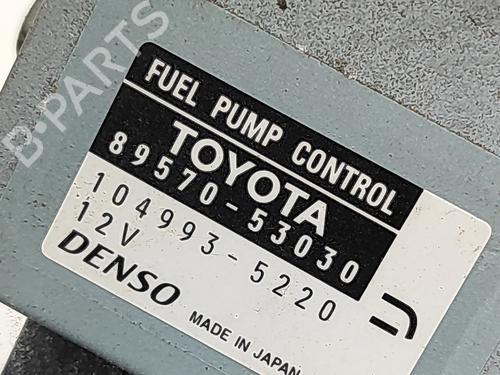 B-PARTS
FUEL PUMP CONTROL
TOYOTA
89570-53030
104993-5220
12V
DENSO
MADE IN JAPAN